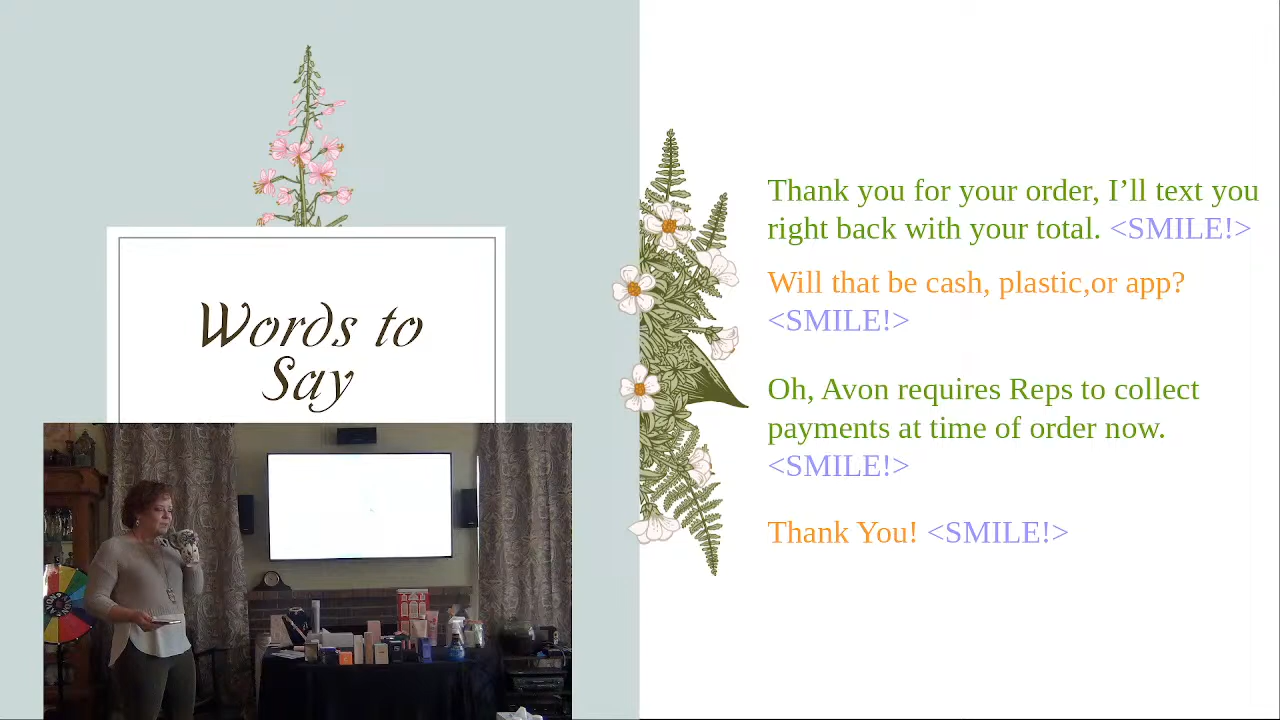 Words to
Say
Thank you for your order, I’ll text you
right back with your total. <SMILE!>
Will that be cash, plastic,or app?
<SMILE!>
Oh, Avon requires Reps to collect
payments at time of order now.
<SMILE!>
Thank You! <SMILE!>